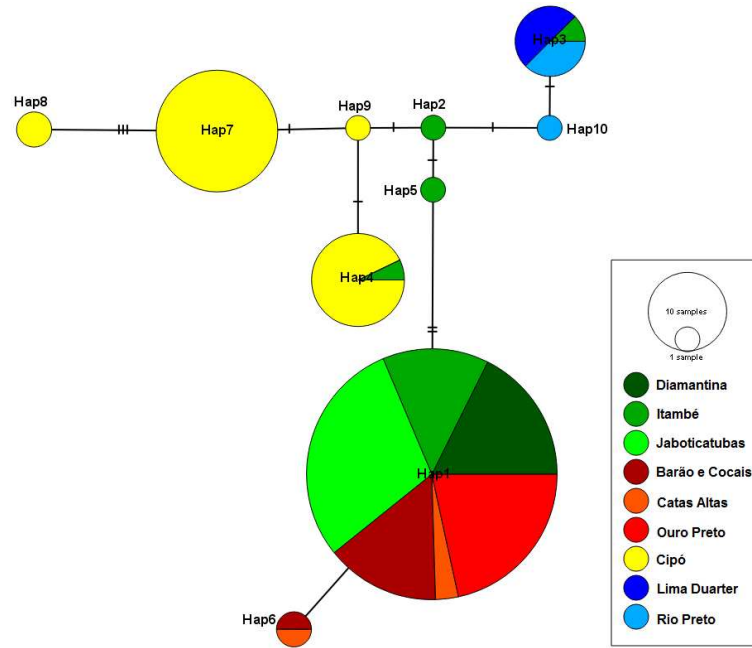 Hap3
Hap8
Hap7
Hap9
Hap2
Hap10
Hap5
Hap4
Hap1
Hap6
10 samples
1 sample
Diamantina
Itambé
Jaboticatubas
Barão e Cocais
Catas Altas
Ouro Preto
Cipó
Lima Duarter
Rio Preto